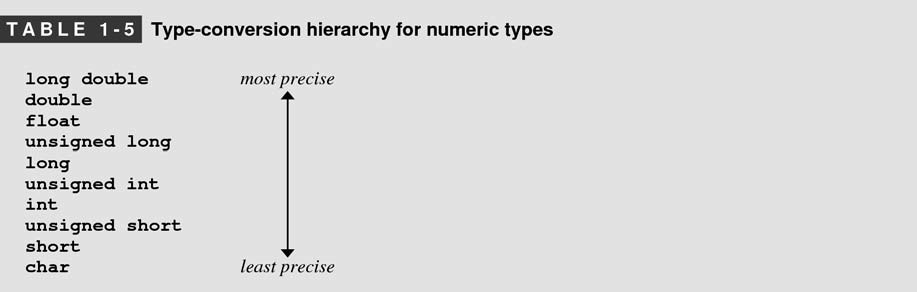 TABLE 1-5 Type-conversion hierarchy for numeric types
long double most precise
double
float
unsigned long
long
unsigned int
int
unsigned short
short
char least precise